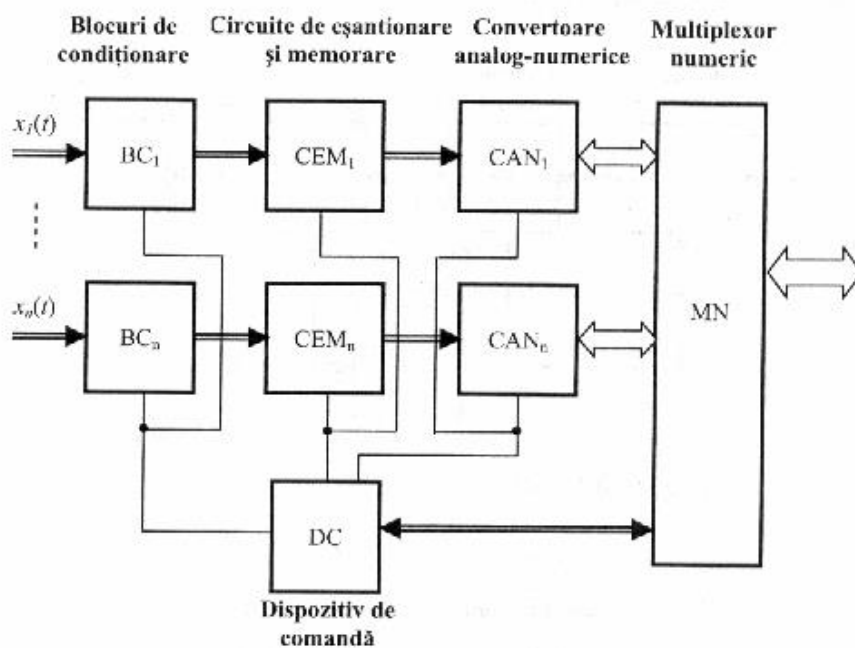 Blocuri de
condiționare
Circuite de eșantionare
și memorare
Convertoare
analog-numerice
Multiplexor
numeric
x1(t)
BC1
CEM1
CAN1
xn(t)
BCn
CEMn
CANn
MN
DC
Dispozitiv de
comandă